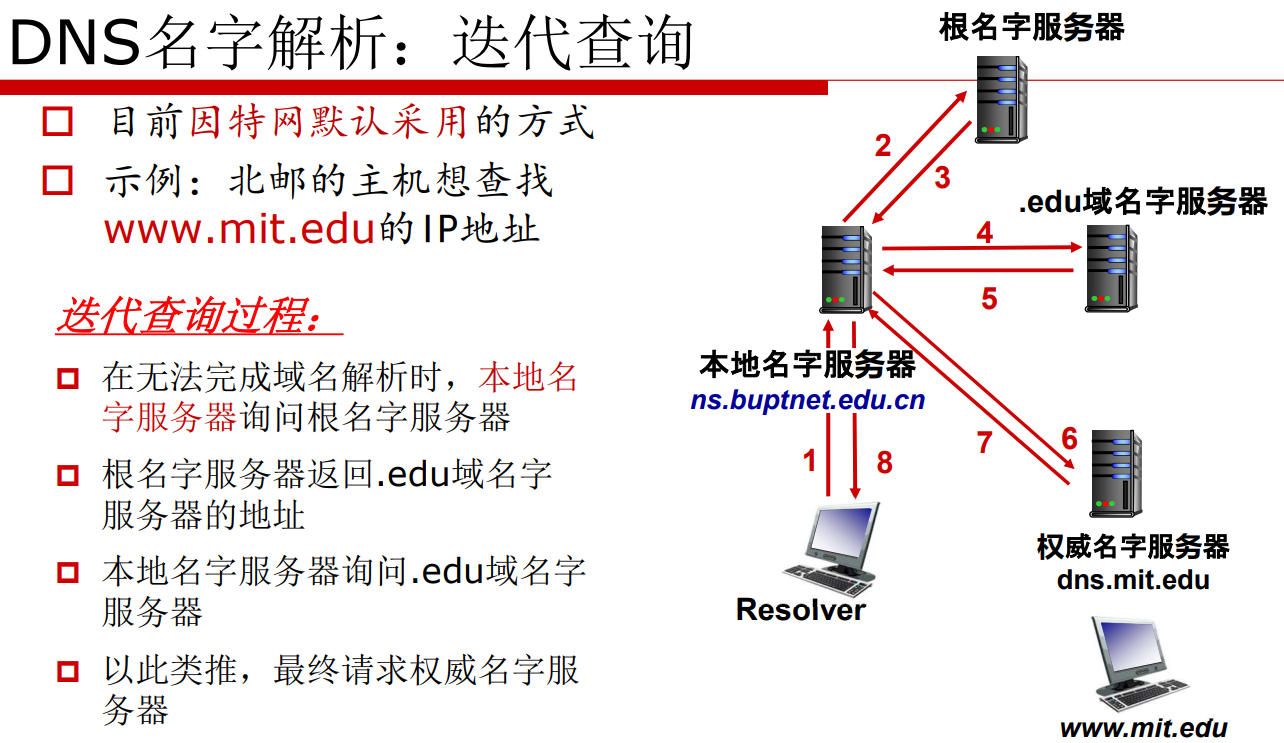 DNS名字解析：迭代查询
目前因特网默认采用的方式
示例：北邮的主机想查找
www.mit.edu的IP地址
迭代查询过程：
在无法完成域名解析时，本地名
字服务器询问根名字服务器
根名字服务器返回.edu域名字
服务器的地址
本地名字服务器询问.edu域名字
服务器
以此类推，最终请求权威名字服
务器
根名字服务器
2
3
.edu域名字服务器
4
5
本地名字服务器
ns.buptnet.edu.cn
1
8
7
6
权威名字服务器
dns.mit.edu
Resolver
www.mit.edu